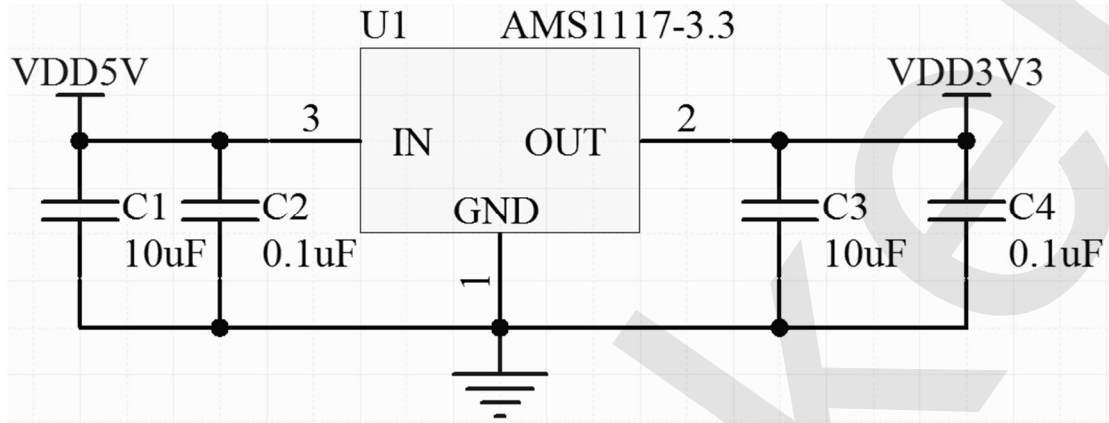 U1 AMS1117-3.3
VDD5V VDD3V3
3 2
IN OUT
C1 C2 GND C3 C4
10uF 0.1uF 10uF 0.1uF
1
ke